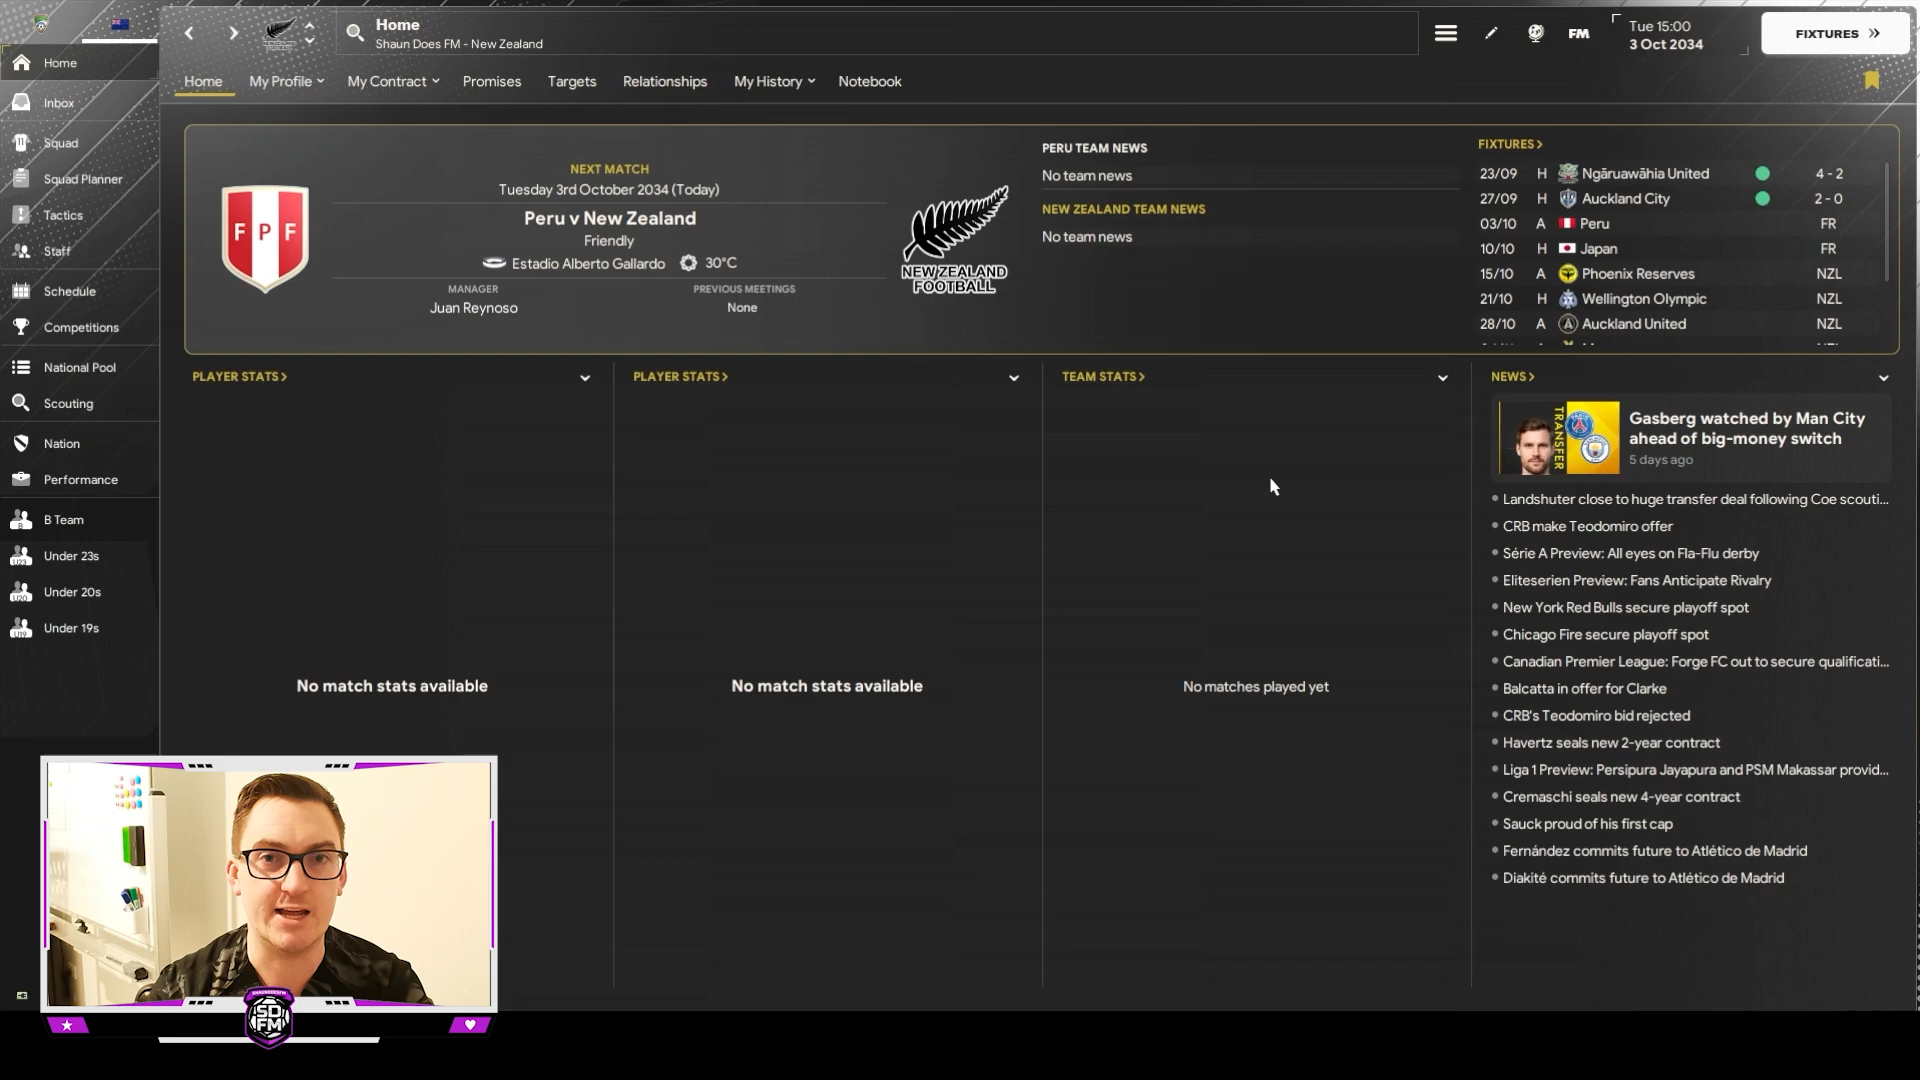 Home
Shaun Does FM - New Zealand
FM
Tue 15:00
3 Oct 2034
FIXTURES
Home
My Profile
My Contract
Promises
Targets
Relationships
My History
Notebook
Home
Inbox
Squad
Squad Planner
Tactics
Staff
Schedule
Competitions
National Pool
Scouting
Nation
Performance
B Team
Under 23s
Under 20s
Under 19s
FPF
NEXT MATCH
Tuesday 3rd October 2034 (Today)
Peru v New Zealand
Friendly
Estadio Alberto Gallardo 30°C
MANAGER PREVIOUS MEETINGS
Juan Reynoso None
NEW ZEALAND
FOOTBALL
PERU TEAM NEWS
No team news
NEW ZEALAND TEAM NEWS
No team news
FIXTURES >
23/09 H Ngāruawāhia United 4 - 2
27/09 H Auckland City 2 - 0
03/10 A Peru FR
10/10 H Japan FR
15/10 A Phoenix Reserves NZL
21/10 H Wellington Olympic NZL
28/10 A Auckland United NZL
PLAYER STATS >
No match stats available
PLAYER STATS >
No match stats available
TEAM STATS >
No matches played yet
NEWS >
TRANSFER
Gasberg watched by Man City
ahead of big-money switch
5 days ago
Landshuter close to huge transfer deal following Coe scouti...
CRB make Teodomiro offer
Série A Preview: All eyes on Fla-Flu derby
Eliteserien Preview: Fans Anticipate Rivalry
New York Red Bulls secure playoff spot
Chicago Fire secure playoff spot
Canadian Premier League: Forge FC out to secure qualificati...
Balcatta in offer for Clarke
CRB's Teodomiro bid rejected
Havertz seals new 2-year contract
Liga 1 Preview: Persipura Jayapura and PSM Makassar provid...
Cremaschi seals new 4-year contract
Sauck proud of his first cap
Fernández commits future to Atlético de Madrid
Diakité commits future to Atlético de Madrid
SHAUNDOESFM
SD
FM